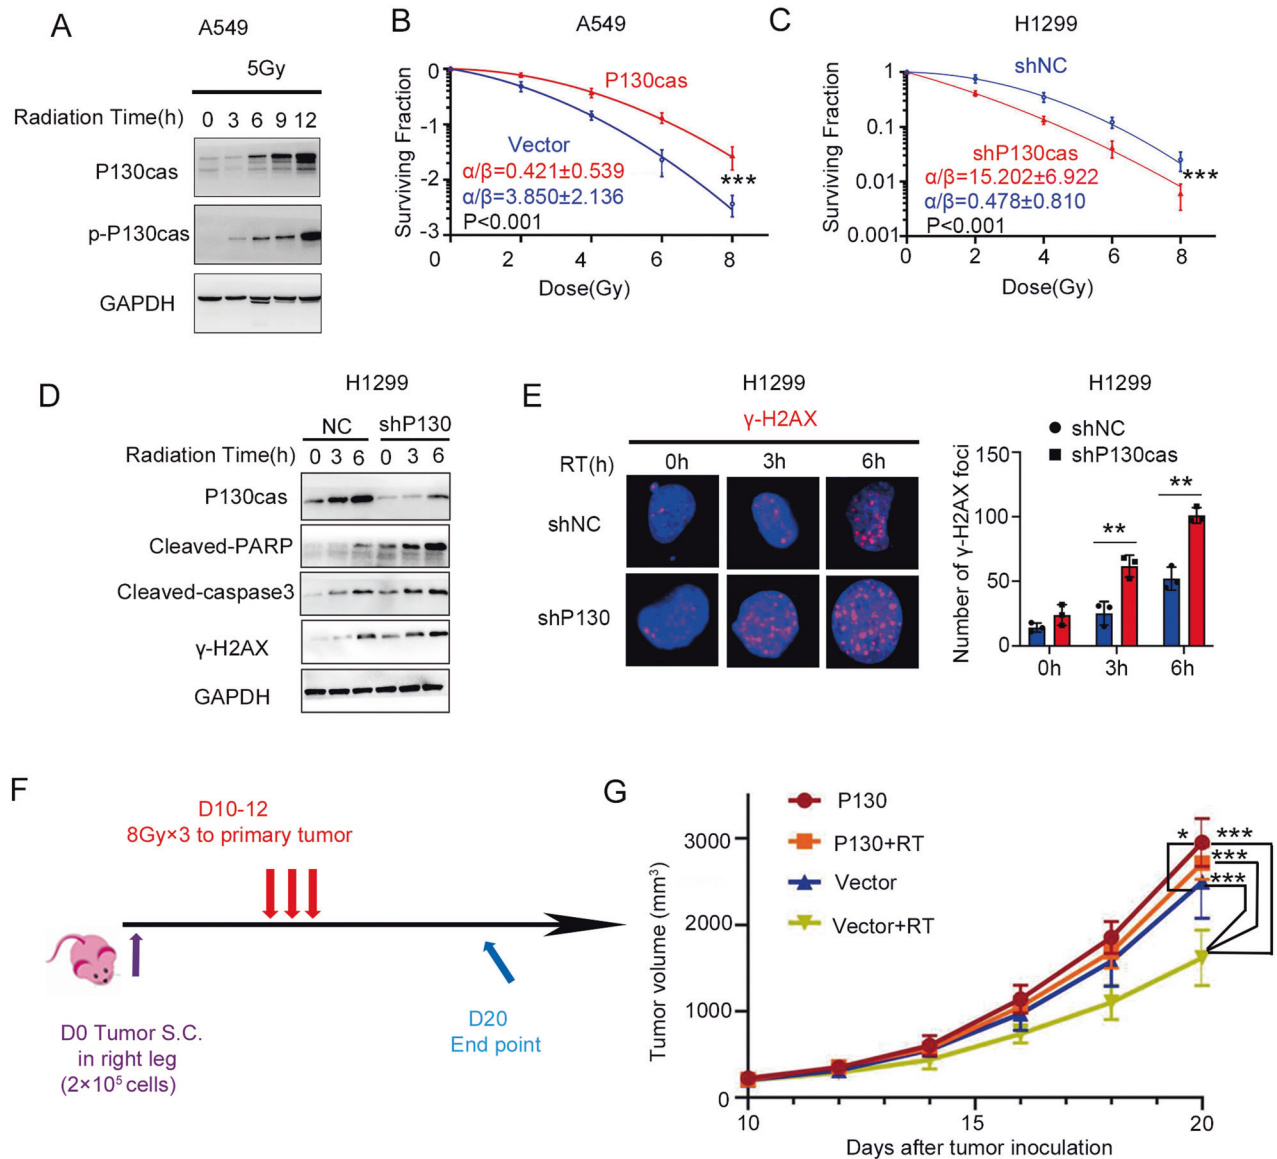 A
A549
5Gy
Radiation Time(h) 0 3 6 9 12
P130cas
p-P130cas
GAPDH
B
A549
Surviving Fraction
0
-1
-2
-3
P130cas
Vector
α/β=0.421±0.539
α/β=3.850±2.136
P<0.001
***
0 2 4 6 8
Dose(Gy)
C
H1299
Surviving Fraction
1
0.1
0.01
0.001
shNC
shP130cas
α/β=15.202±6.922
α/β=0.478±0.810
P<0.001
***
0 2 4 6 8
Dose(Gy)
D
H1299
NC shP130
Radiation Time(h) 0 3 6 0 3 6
P130cas
Cleaved-PARP
Cleaved-caspase3
γ-H2AX
GAPDH
E
H1299
γ-H2AX
RT(h) 0h 3h 6h
shNC
shP130
H1299
shNC
shP130cas
Number of γ-H2AX foci
150
100
50
0
**
**
0h 3h 6h
F
D10-12
8Gy×3 to primary tumor
D0 Tumor S.C.
in right leg
(2×10⁵ cells)
D20
End point
G
P130
P130+RT
Vector
Vector+RT
Tumor volume (mm³)
3000
2000
1000
0
* ***
***
***
10 15 20
Days after tumor inoculation